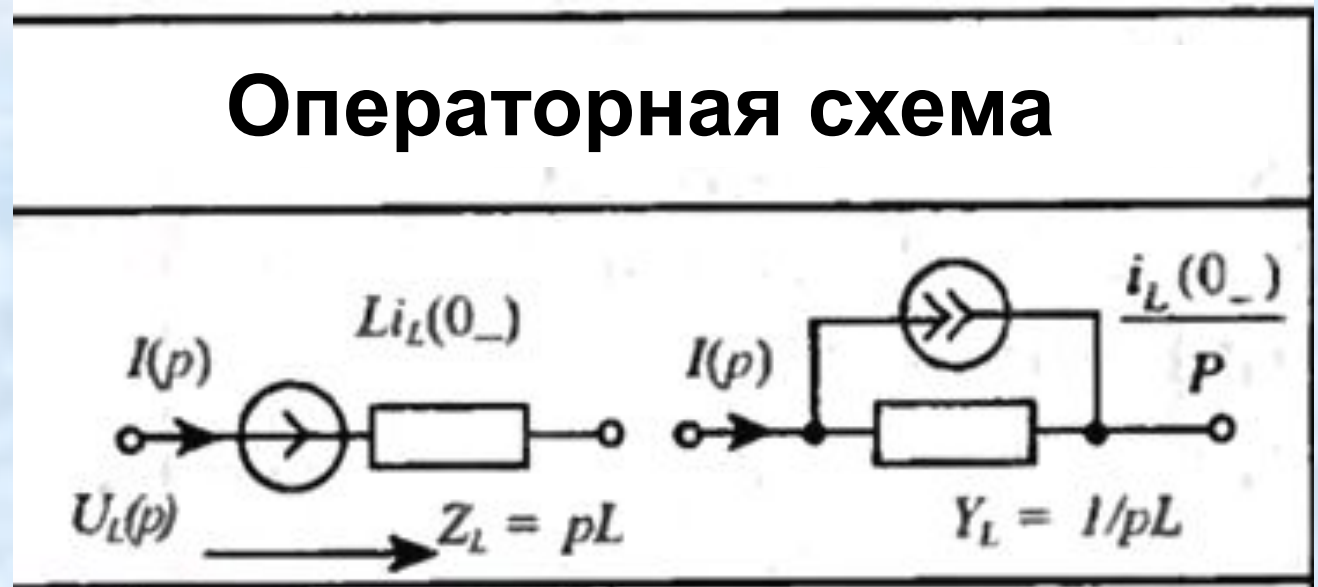 Операторная схема
Li_L(0_)
I(p)
U_L(p)
Z_L = pL
i_L(0_)
P
I(p)
Y_L = 1/pL